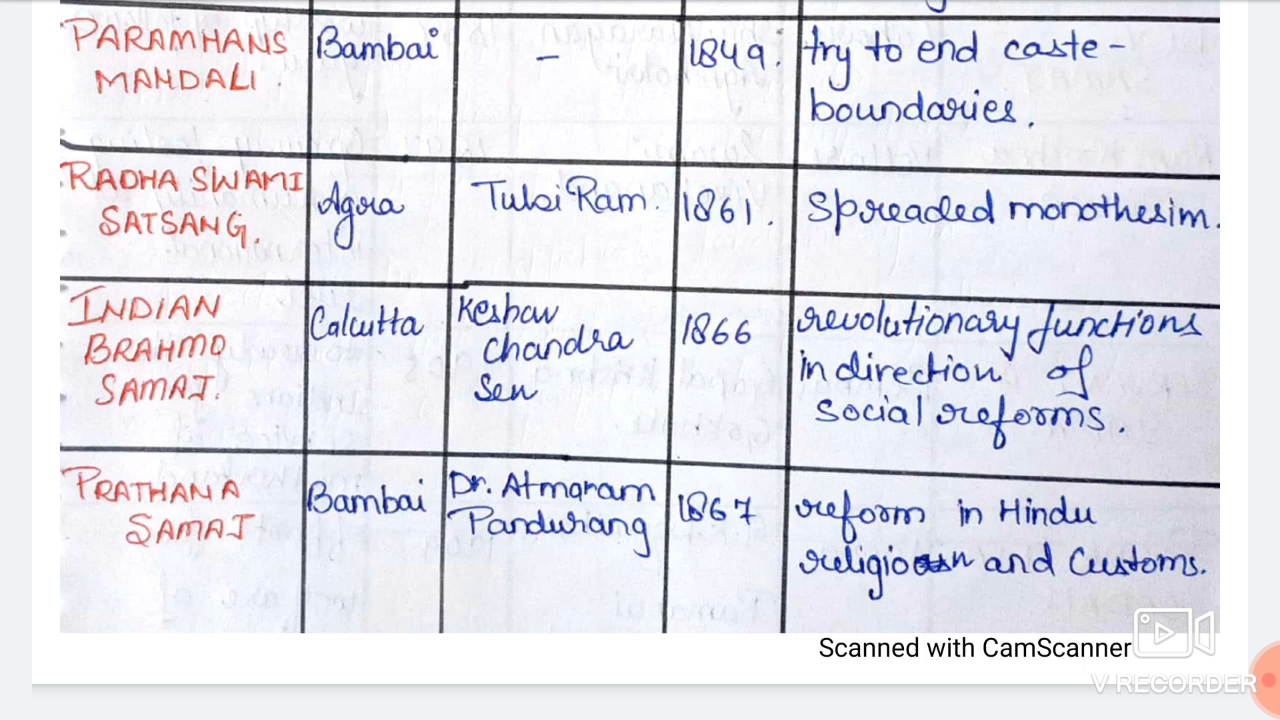 PARAMHANS MANDALI. Bambai - 1849. try to end caste-
boundaries.
RADHA SWAMI SATSANG. Agra Tulsi Ram. 1861. Spreaded monothesim.
INDIAN BRAHMO SAMAJ. Calcutta Keshav Chandra Sen 1866 revolutionary functions
in direction of
social reforms.
PRATHANA SAMAJ Bambai Dr. Atmaram Pandurang 1867 reform in Hindu
religion and Customs.
Scanned with CamScanner
V RECORDER